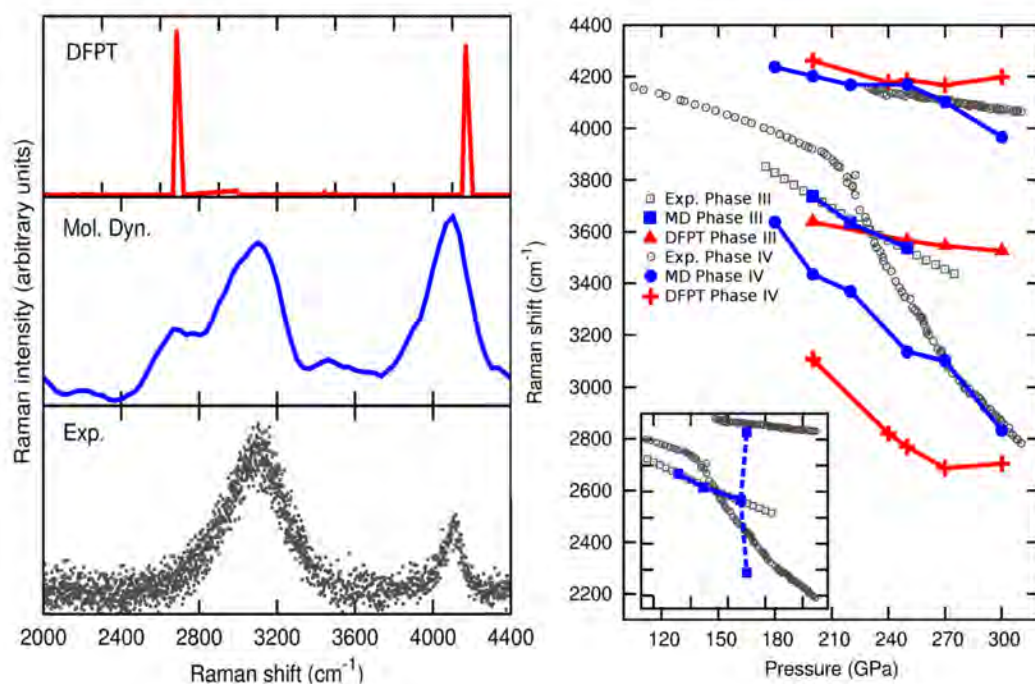 DFPT
Mol. Dyn.
Exp.
Raman intensity (arbitrary units)
2000 2400 2800 3200 3600 4000 4400
Raman shift (cm-1)
4400
4200
4000
3800
3600
3400
3200
3000
2800
2600
2400
2200
Raman shift (cm-1)
Exp. Phase III
MD Phase III
DFPT Phase III
Exp. Phase IV
MD Phase IV
DFPT Phase IV
120 150 180 210 240 270 300
Pressure (GPa)